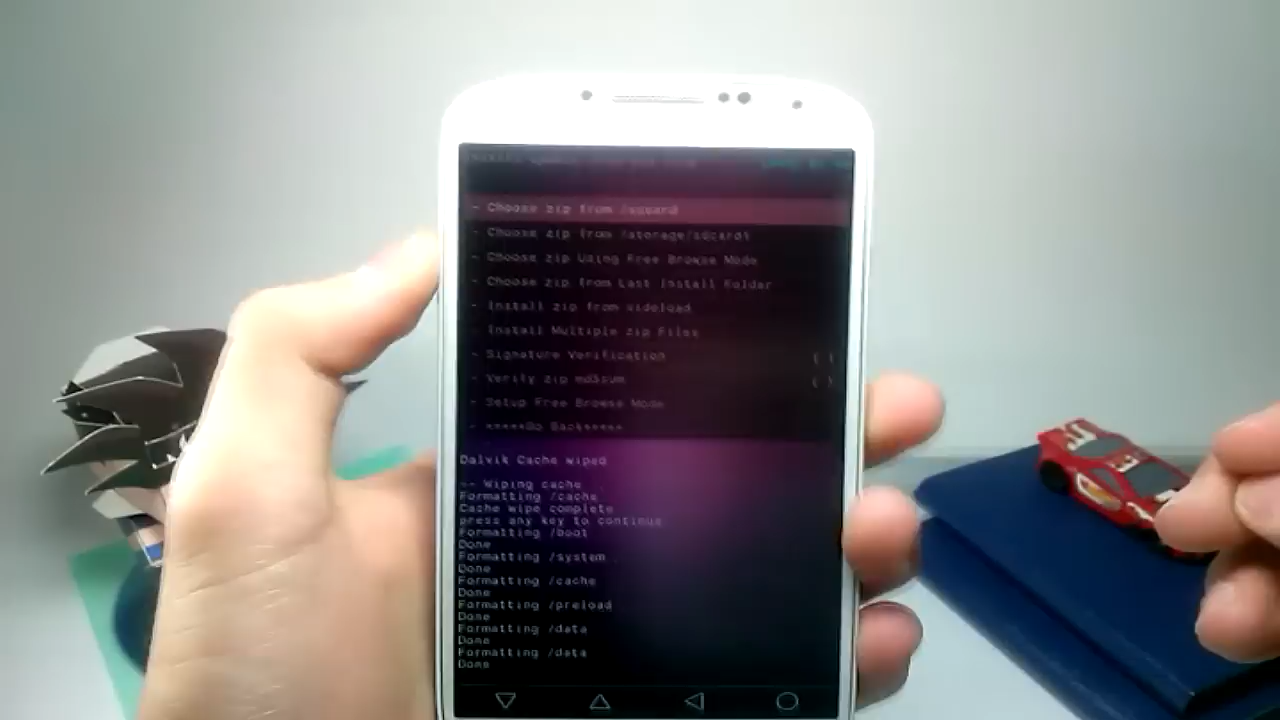 - Choose zip from /sdcard
- Choose zip from /storage/sdcard1
- Choose zip Using Free Browse Mode
- Choose zip from Last Install Folder
- Install zip from sideload
- Install Multiple zip Files
- Signature Verification ( )
- Verify zip md5sum ( )
- Setup Free Browse Mode
- *****Go Back*****
Dalvik Cache wiped
-- Wiping cache
Formatting /cache
Cache wipe complete
press any key to continue
Formatting /boot
Done
Formatting /system
Done
Formatting /cache
Done
Formatting /preload
Done
Formatting /data
Done
Formatting /data
Done